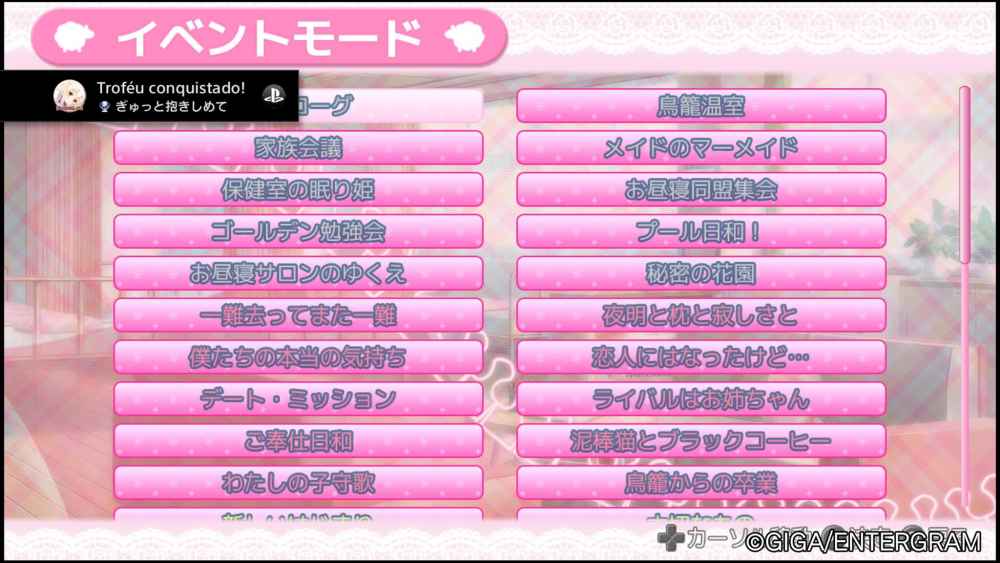 イベントモード
Troféu conquistado!
ぎゅっと抱きしめて
ローグ
鳥籠温室
家族会議
メイドのマーメイド
保健室の眠り姫
お昼寝同盟集会
ゴールデン勉強会
プール日和！
お昼寝サロンのゆくえ
秘密の花園
一難去ってまた一難
夜明と枕と寂しさと
僕たちの本当の気持ち
恋人にはなったけど…
デート・ミッション
ライバルはお姉ちゃん
ご奉仕日和
泥棒猫とブラックコーヒー
わたしの子守歌
鳥籠からの卒業
カーソル
©GIGA/ENTERGRAM